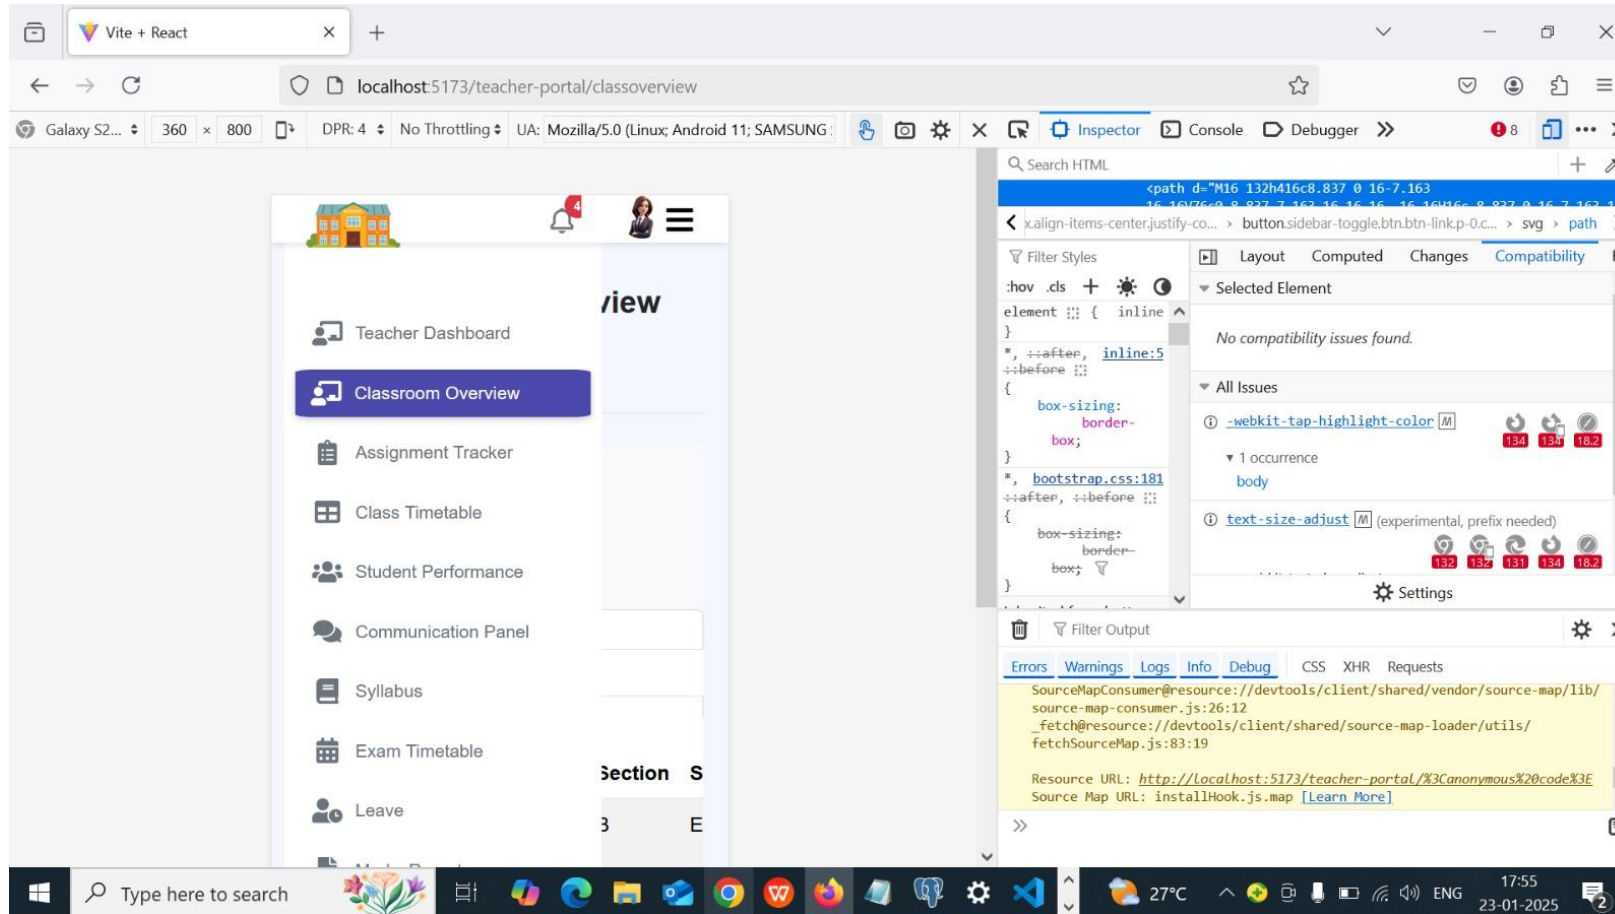 Vite + React
localhost:5173/teacher-portal/classoverview
Galaxy S2... 360 × 800 DPR: 4 No Throttling UA: Mozilla/5.0 (Linux; Android 11; SAMSUNG
Inspector Console Debugger 8
Search HTML
<path d="M16 132h416c8.837 0 16-7.163
x.align-items-center.justify-co... > button.sidebar-toggle.btn.btn-link.p-0.c... > svg > path
Filter Styles
Layout Computed Changes Compatibility
:hov .cls +
Selected Element
element { inline
}
No compatibility issues found.
*, ::after, inline:5
::before
{
box-sizing:
border-
box;
}
All Issues
-webkit-tap-highlight-color M
134 134 18.2
1 occurrence
body
*, bootstrap.css:181
::after, ::before
{
box-sizing:
border-
box;
}
text-size-adjust M (experimental, prefix needed)
132 132 131 134 18.2
Settings
Filter Output
Errors Warnings Logs Info Debug CSS XHR Requests
SourceMapConsumer@resource://devtools/client/shared/vendor/source-map/lib/
source-map-consumer.js:26:12
_fetch@resource://devtools/client/shared/source-map-loader/utils/
fetchSourceMap.js:83:19
Resource URL: http://localhost:5173/teacher-portal/%3Canonymous%20code%3E
Source Map URL: installHook.js.map [Learn More]
4
view
Teacher Dashboard
Classroom Overview
Assignment Tracker
Class Timetable
Student Performance
Communication Panel
Syllabus
Exam Timetable
Section S
Leave
E
Type here to search
27°C
ENG
17:55
23-01-2025
2